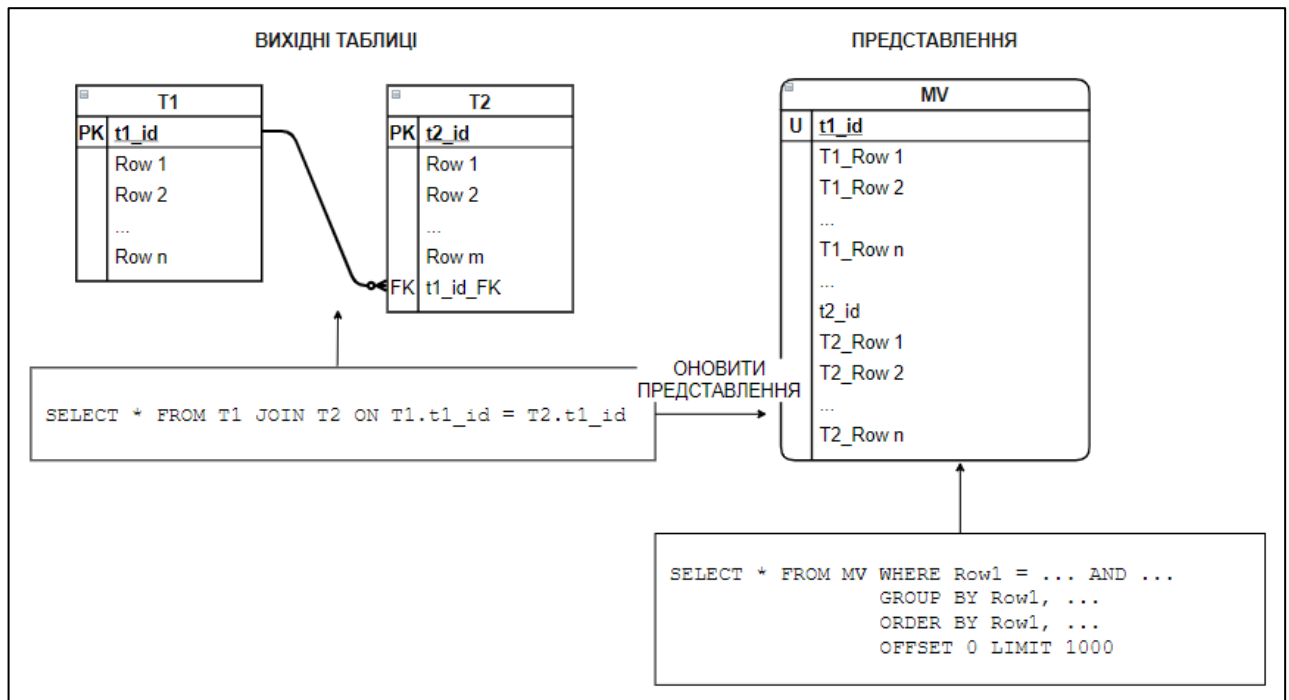 ВИХІДНІ ТАБЛИЦІ
ПРЕДСТАВЛЕННЯ
T1
PK t1_id
Row 1
Row 2
...
Row n
T2
PK t2_id
Row 1
Row 2
...
Row m
FK t1_id_FK
MV
U t1_id
T1_Row 1
T1_Row 2
...
T1_Row n
...
t2_id
T2_Row 1
T2_Row 2
...
T2_Row n
SELECT * FROM T1 JOIN T2 ON T1.t1_id = T2.t1_id
ОНОВИТИ
ПРЕДСТАВЛЕННЯ
SELECT * FROM MV WHERE Row1 = ... AND ...
GROUP BY Row1, ...
ORDER BY Row1, ...
OFFSET 0 LIMIT 1000